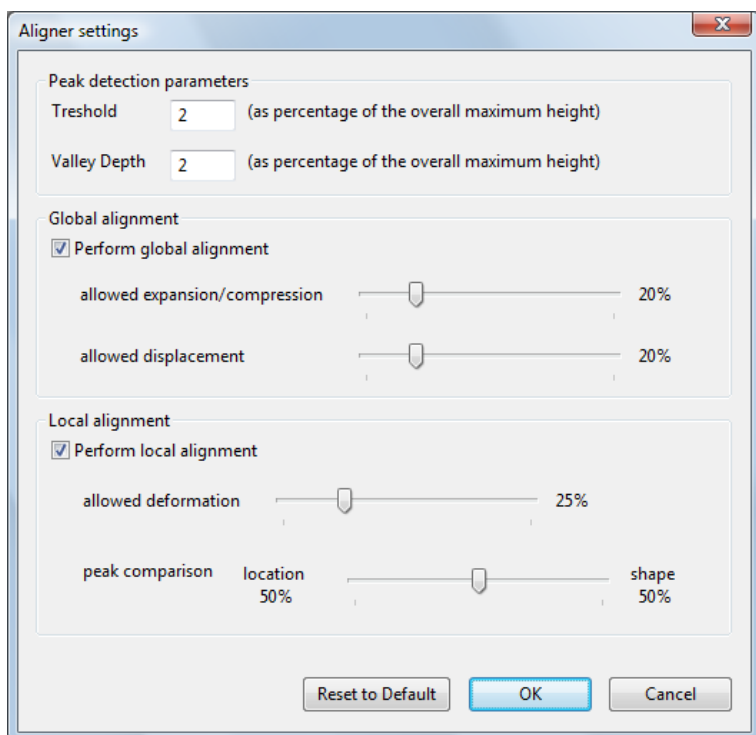 Aligner settings
Peak detection parameters
Treshold 2 (as percentage of the overall maximum height)
Valley Depth 2 (as percentage of the overall maximum height)
Global alignment
Perform global alignment
allowed expansion/compression 20%
allowed displacement 20%
Local alignment
Perform local alignment
allowed deformation 25%
peak comparison location shape
50% 50%
Reset to Default OK Cancel